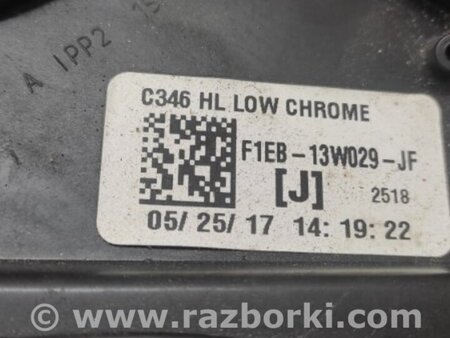 A IPP2
C346 HL LOW CHROME
F1EB-13W029-JF
[J] 2518
05/ 25/ 17 14: 19: 22
© www.razborki.com